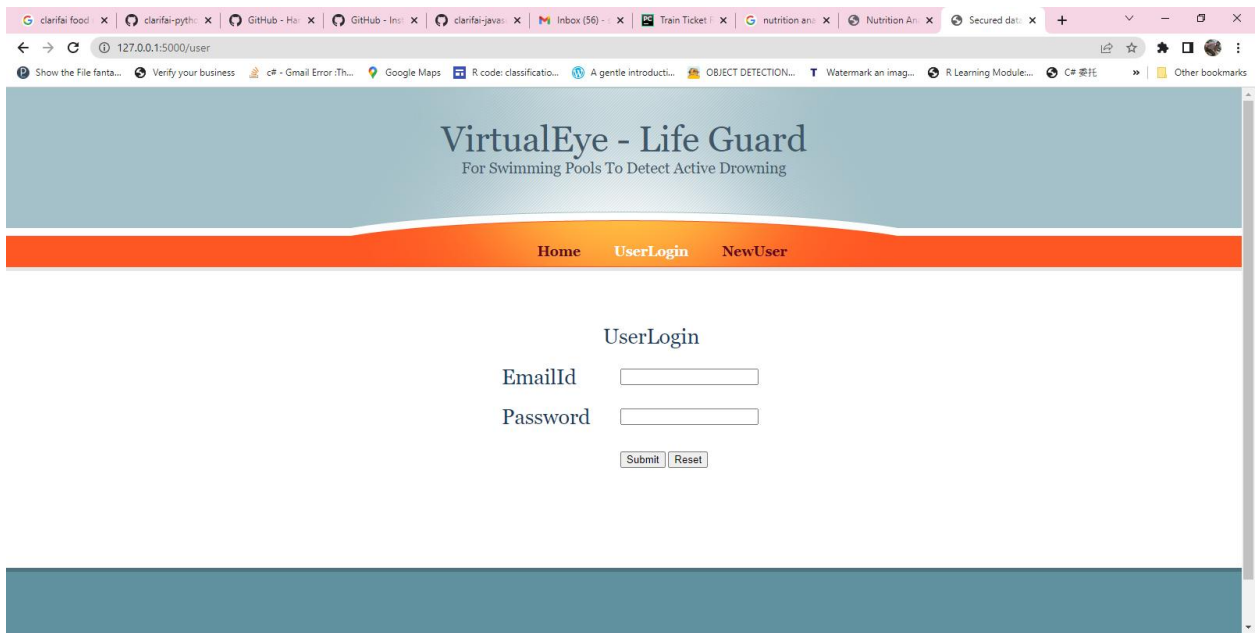 clarifai food
clarifai-pytho
GitHub - Har
GitHub - Inst
clarifai-javas
Inbox (56) -
Train Ticket
nutrition ana
Nutrition An
Secured dat
127.0.0.1:5000/user
Show the File fanta... Verify your business c# - Gmail Error :Th... Google Maps R code: classificatio... A gentle introducti... OBJECT DETECTION... Watermark an imag... R Learning Module:... C# 委托 » Other bookmarks
VirtualEye - Life Guard
For Swimming Pools To Detect Active Drowning
Home UserLogin NewUser
UserLogin
EmailId
Password
Submit Reset